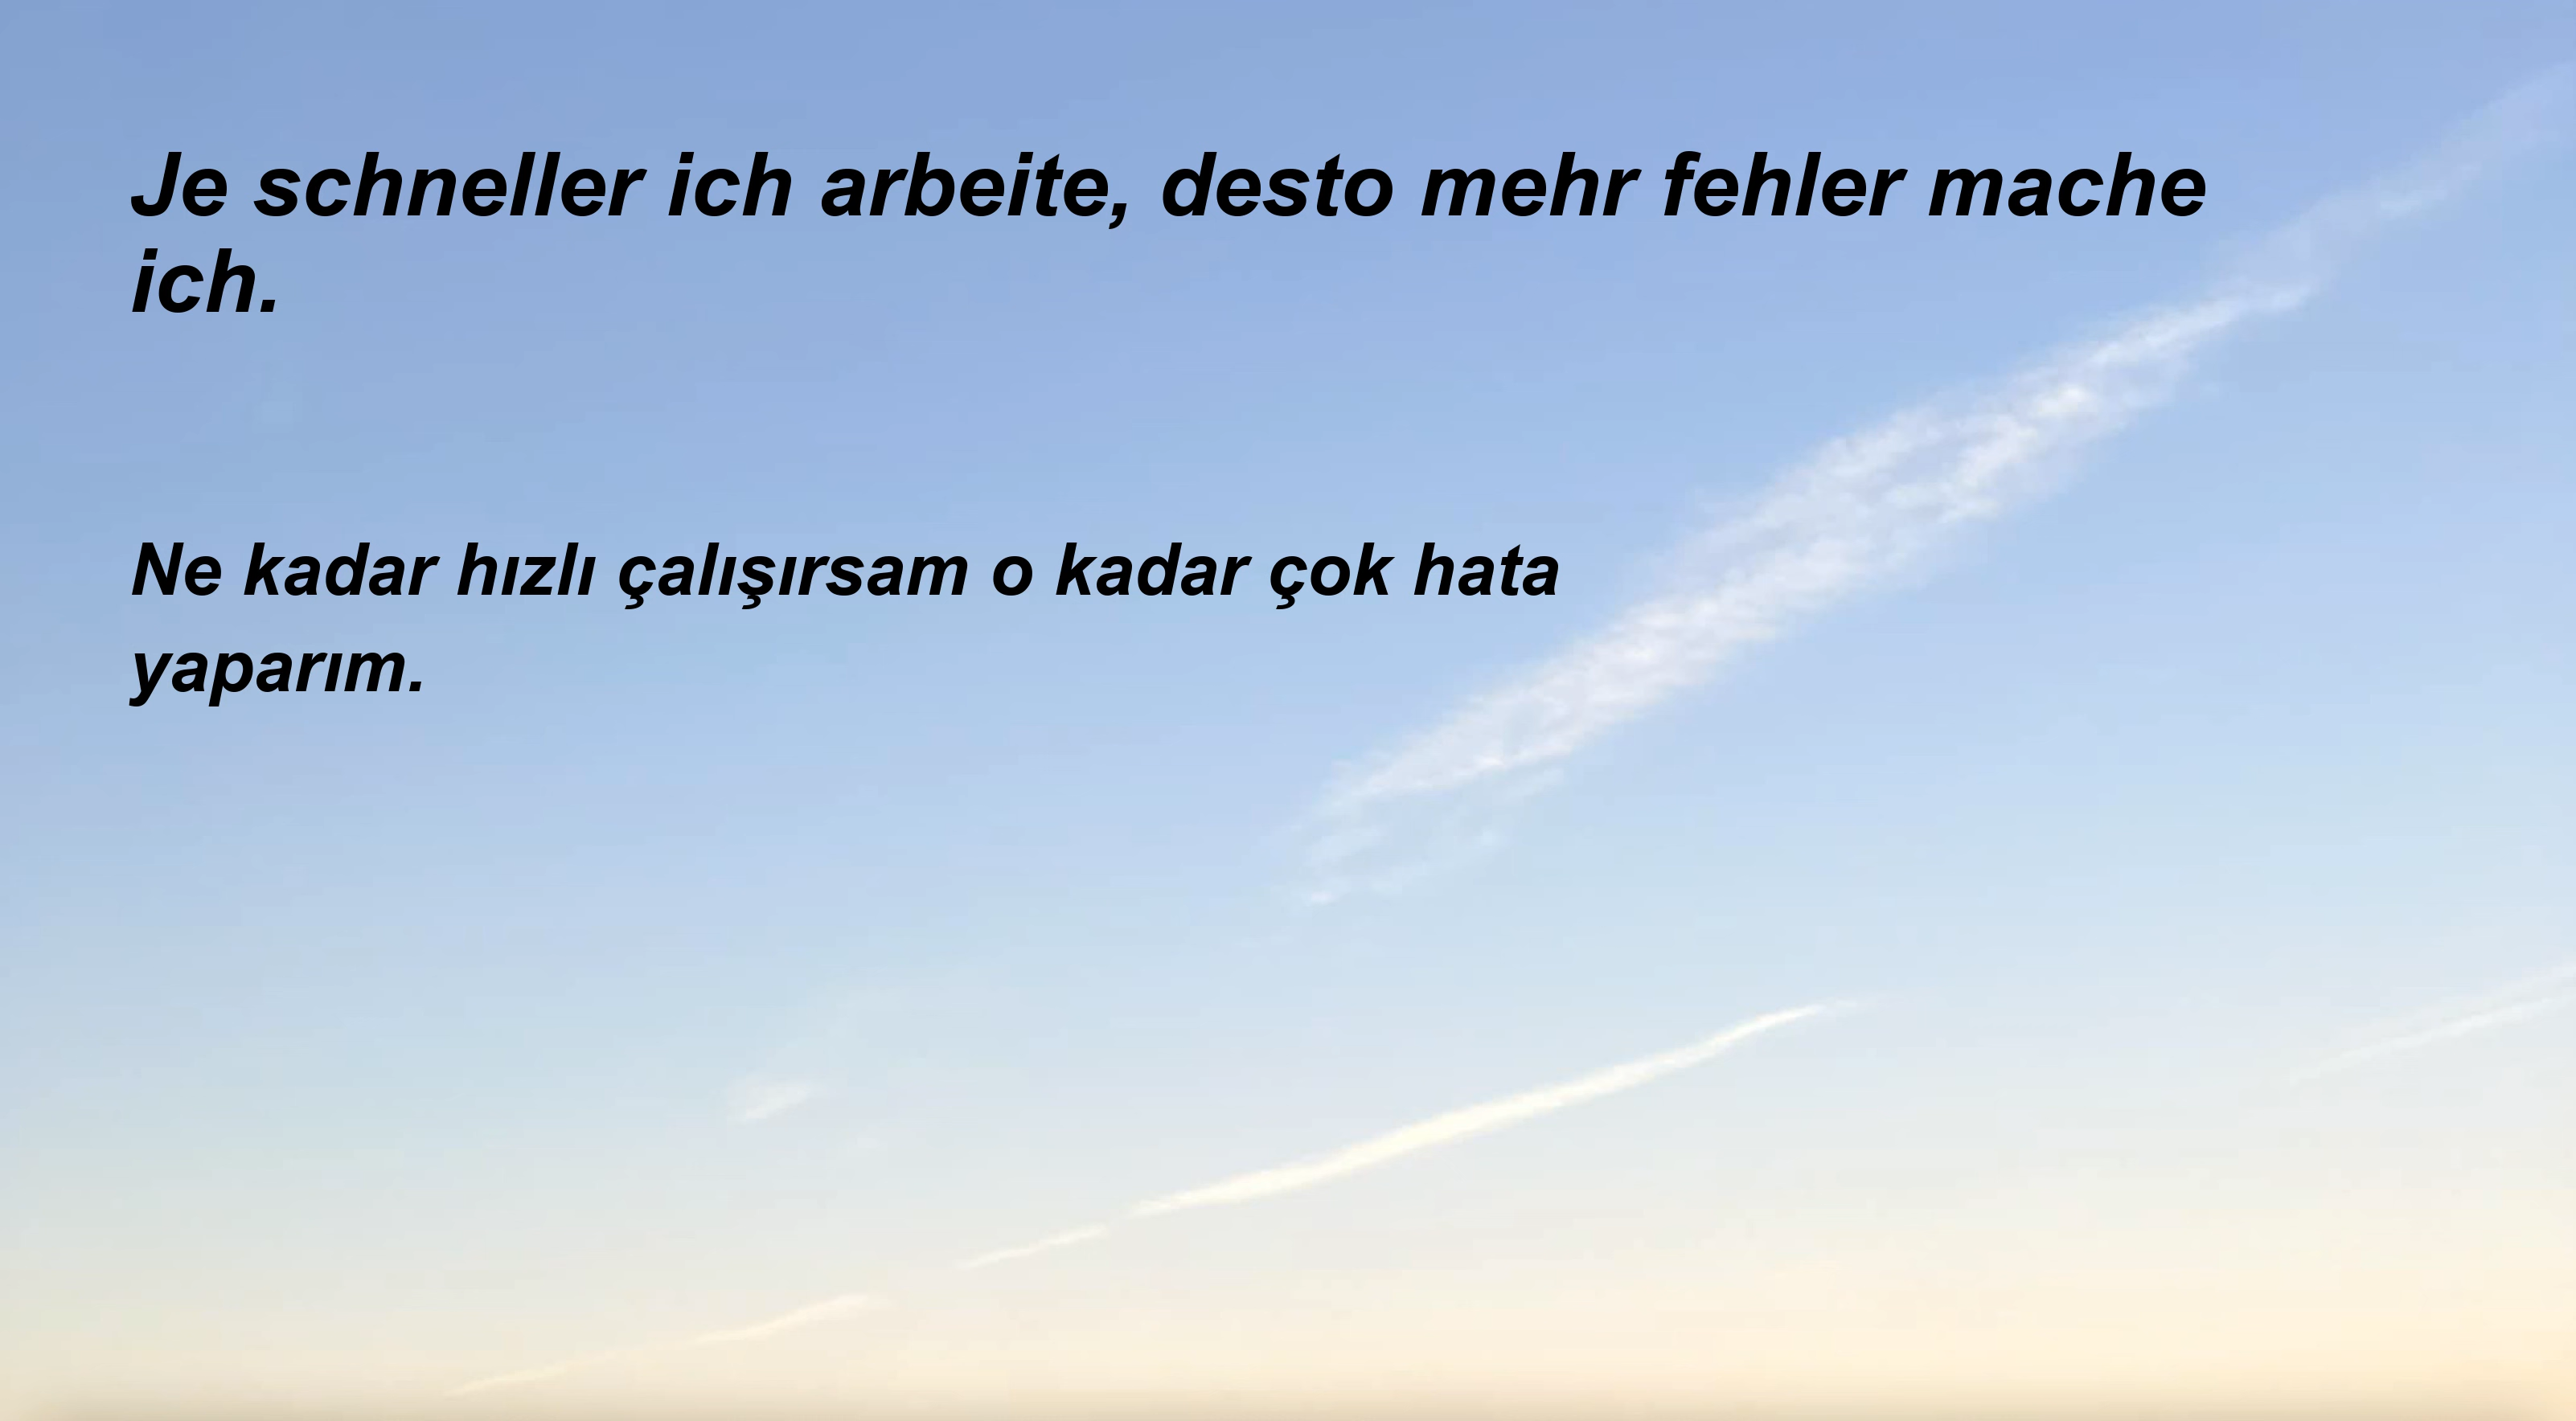 Je schneller ich arbeite, desto mehr fehler mache
ich.
Ne kadar hızlı çalışırsam o kadar çok hata
yaparım.